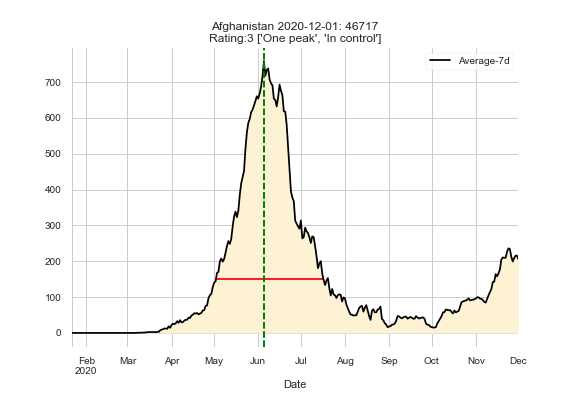 Afghanistan 2020-12-01: 46717
Rating:3 ['One peak', 'In control']
Average-7d
700
600
500
400
300
200
100
0
Feb Mar Apr May Jun Jul Aug Sep Oct Nov Dec
2020
Date